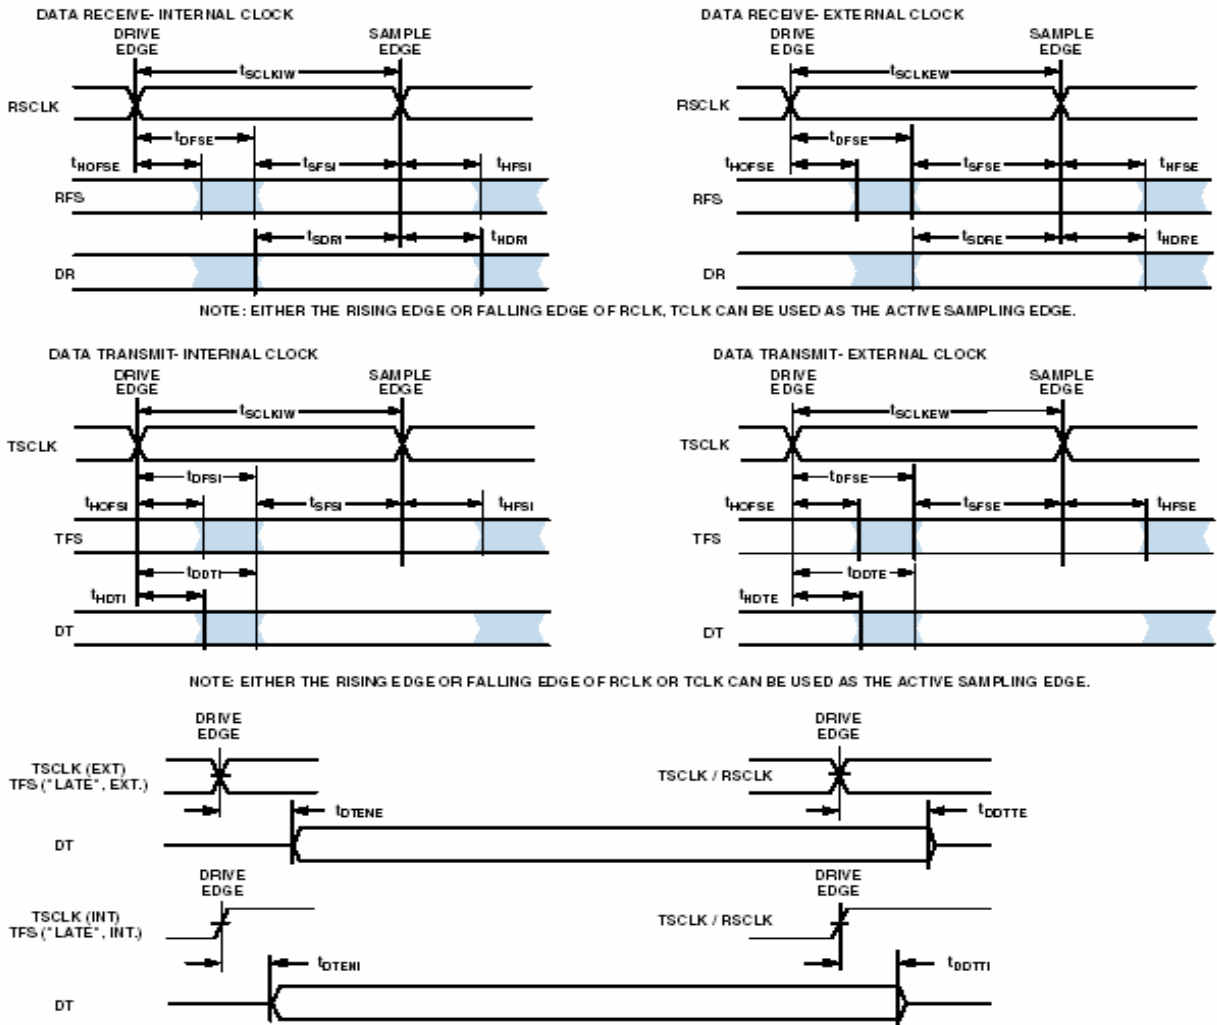 DATA RECEIVE- INTERNAL CLOCK
DRIVE
EDGE
SAMPLE
EDGE
tSCLKIW
RSCLK
tDFSE
tHOFSE
tSFSI
tHFSI
RFS
tSDRI
tHDRI
DR
DATA RECEIVE- EXTERNAL CLOCK
DRIVE
EDGE
SAMPLE
EDGE
tSCLKEW
RSCLK
tDFSE
tHOFSE
tSFSE
tHFSE
RFS
tSDRE
tHDRE
DR
NOTE: EITHER THE RISING EDGE OR FALLING EDGE OF RCLK, TCLK CAN BE USED AS THE ACTIVE SAMPLING EDGE.
DATA TRANSMIT- INTERNAL CLOCK
DRIVE
EDGE
SAMPLE
EDGE
tSCLKIW
TSCLK
tDFSI
tHOFSI
tSFSI
tHFSI
TFS
tDDTI
tHDTI
DT
DATA TRANSMIT- EXTERNAL CLOCK
DRIVE
EDGE
SAMPLE
EDGE
tSCLKEW
TSCLK
tDFSE
tHOFSE
tSFSE
tHFSE
TFS
tDDTE
tHDTE
DT
NOTE: EITHER THE RISING EDGE OR FALLING EDGE OF RCLK OR TCLK CAN BE USED AS THE ACTIVE SAMPLING EDGE.
DRIVE
EDGE
DRIVE
EDGE
TSCLK (EXT)
TFS ("LATE", EXT.)
TSCLK / RSCLK
tDTENE
tDDTTE
DT
DRIVE
EDGE
DRIVE
EDGE
TSCLK (INT)
TFS ("LATE", INT.)
TSCLK / RSCLK
tDTENI
tDDTTI
DT